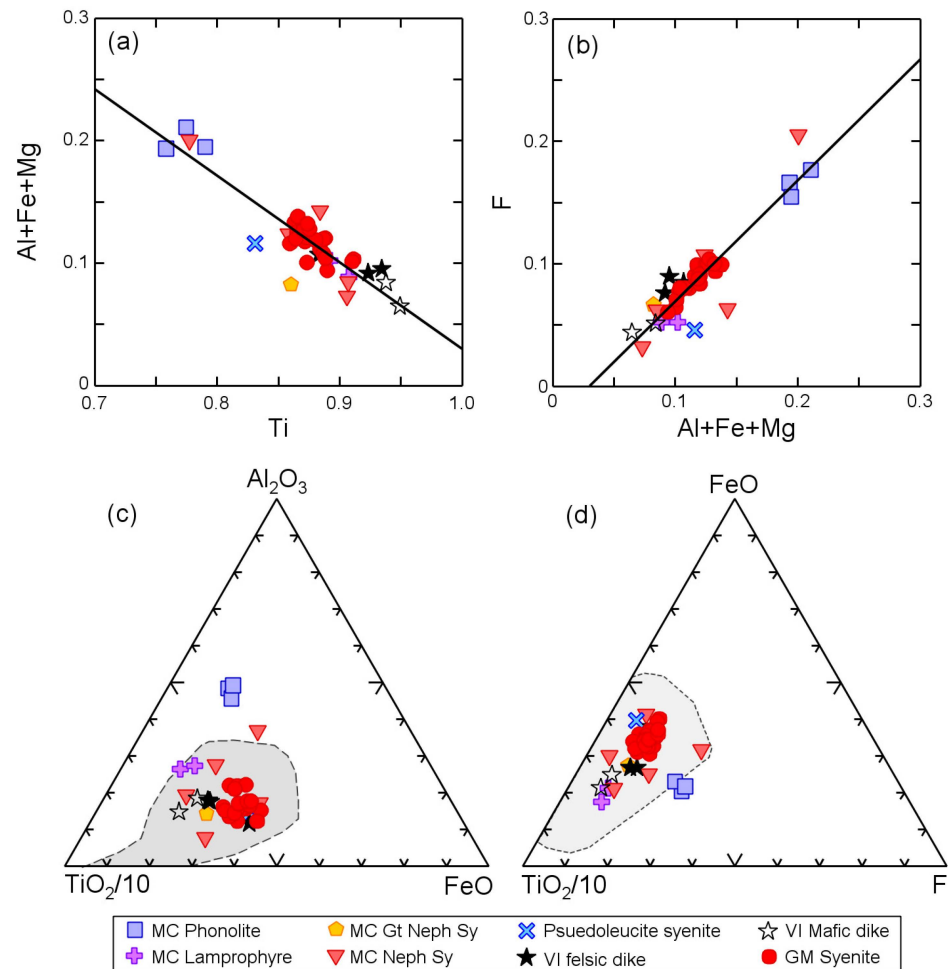 (a)
0.3
0.2
0.1
0
Al+Fe+Mg
0.7 0.8 0.9 1.0
Ti
(b)
0.3
0.2
0.1
0
F
0 0.1 0.2 0.3
Al+Fe+Mg
(c)
Al₂O₃
TiO₂/10
FeO
(d)
FeO
TiO₂/10
F
MC Phonolite MC Gt Neph Sy Psuedoleucite syenite VI Mafic dike
MC Lamprophyre MC Neph Sy VI felsic dike GM Syenite